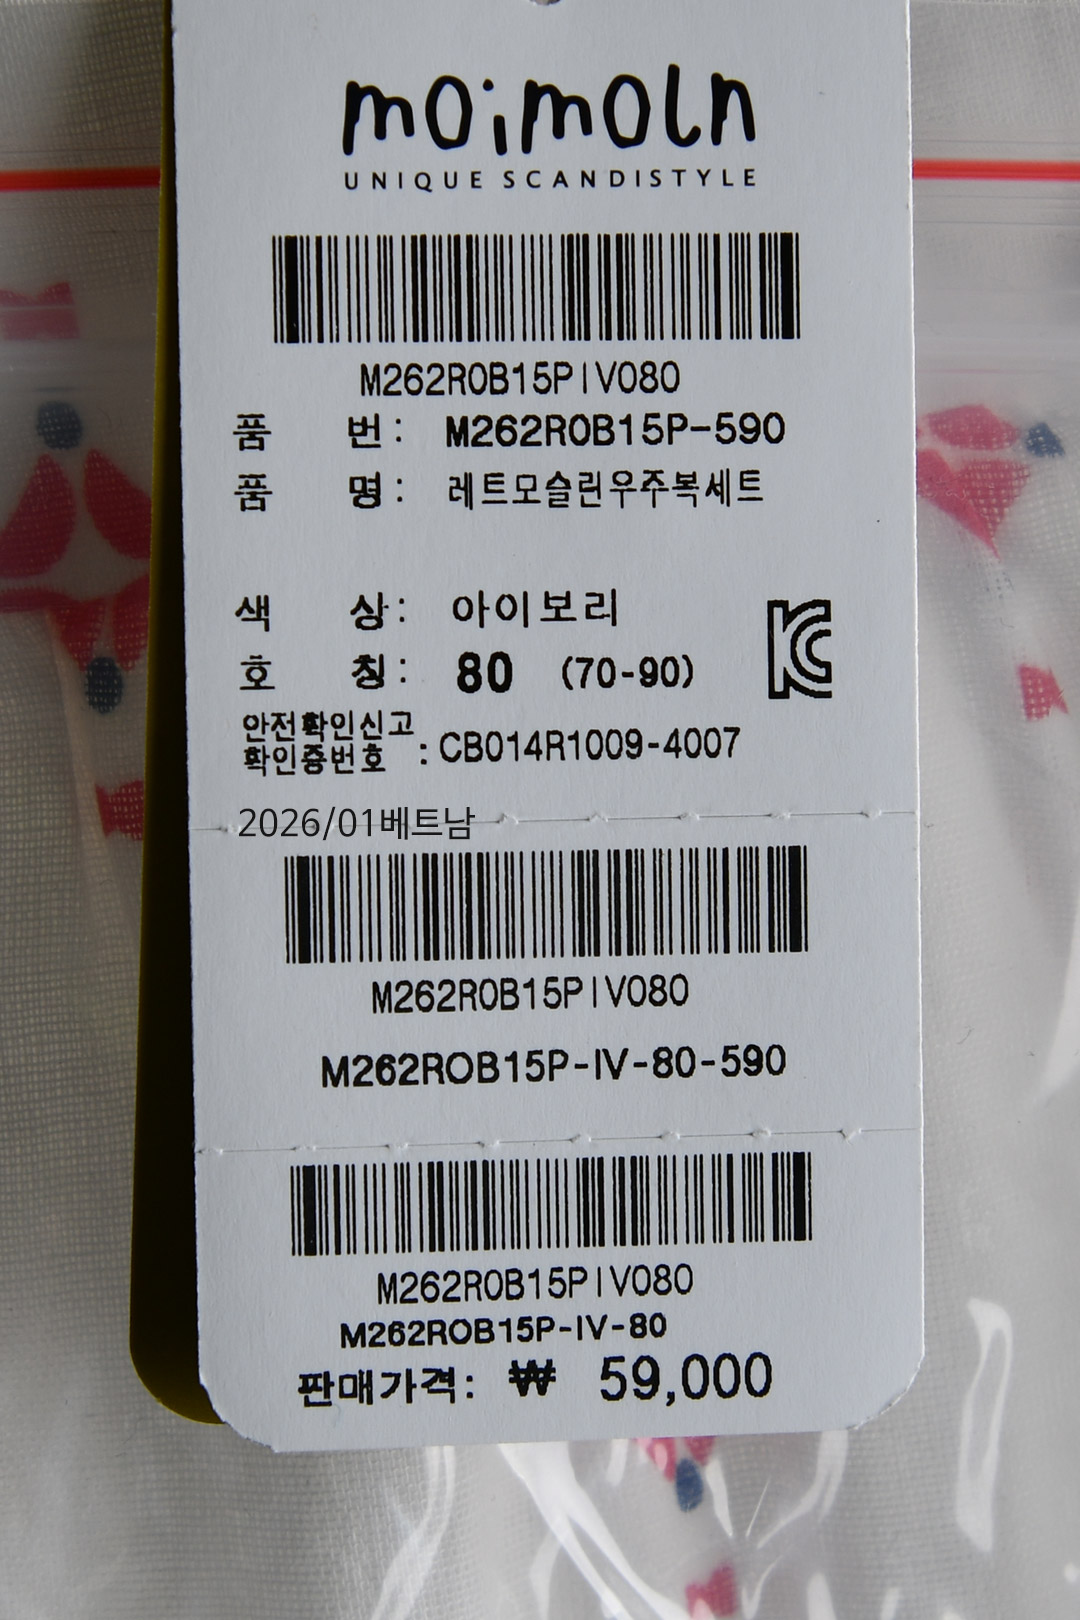 moimoln
UNIQUE SCANDISTYLE
M262R0B15PIV080
품 번 : M262R0B15P-590
품 명 : 레트모슬린우주복세트
색 상 : 아이보리
호 칭 : 80 (70-90)
KC
안전확인신고
확인증번호 : CB014R1009-4007
2026/01베트남
M262R0B15PIV080
M262ROB15P-IV-80-590
M262R0B15PIV080
M262ROB15P-IV-80
판매가격: ₩ 59,000